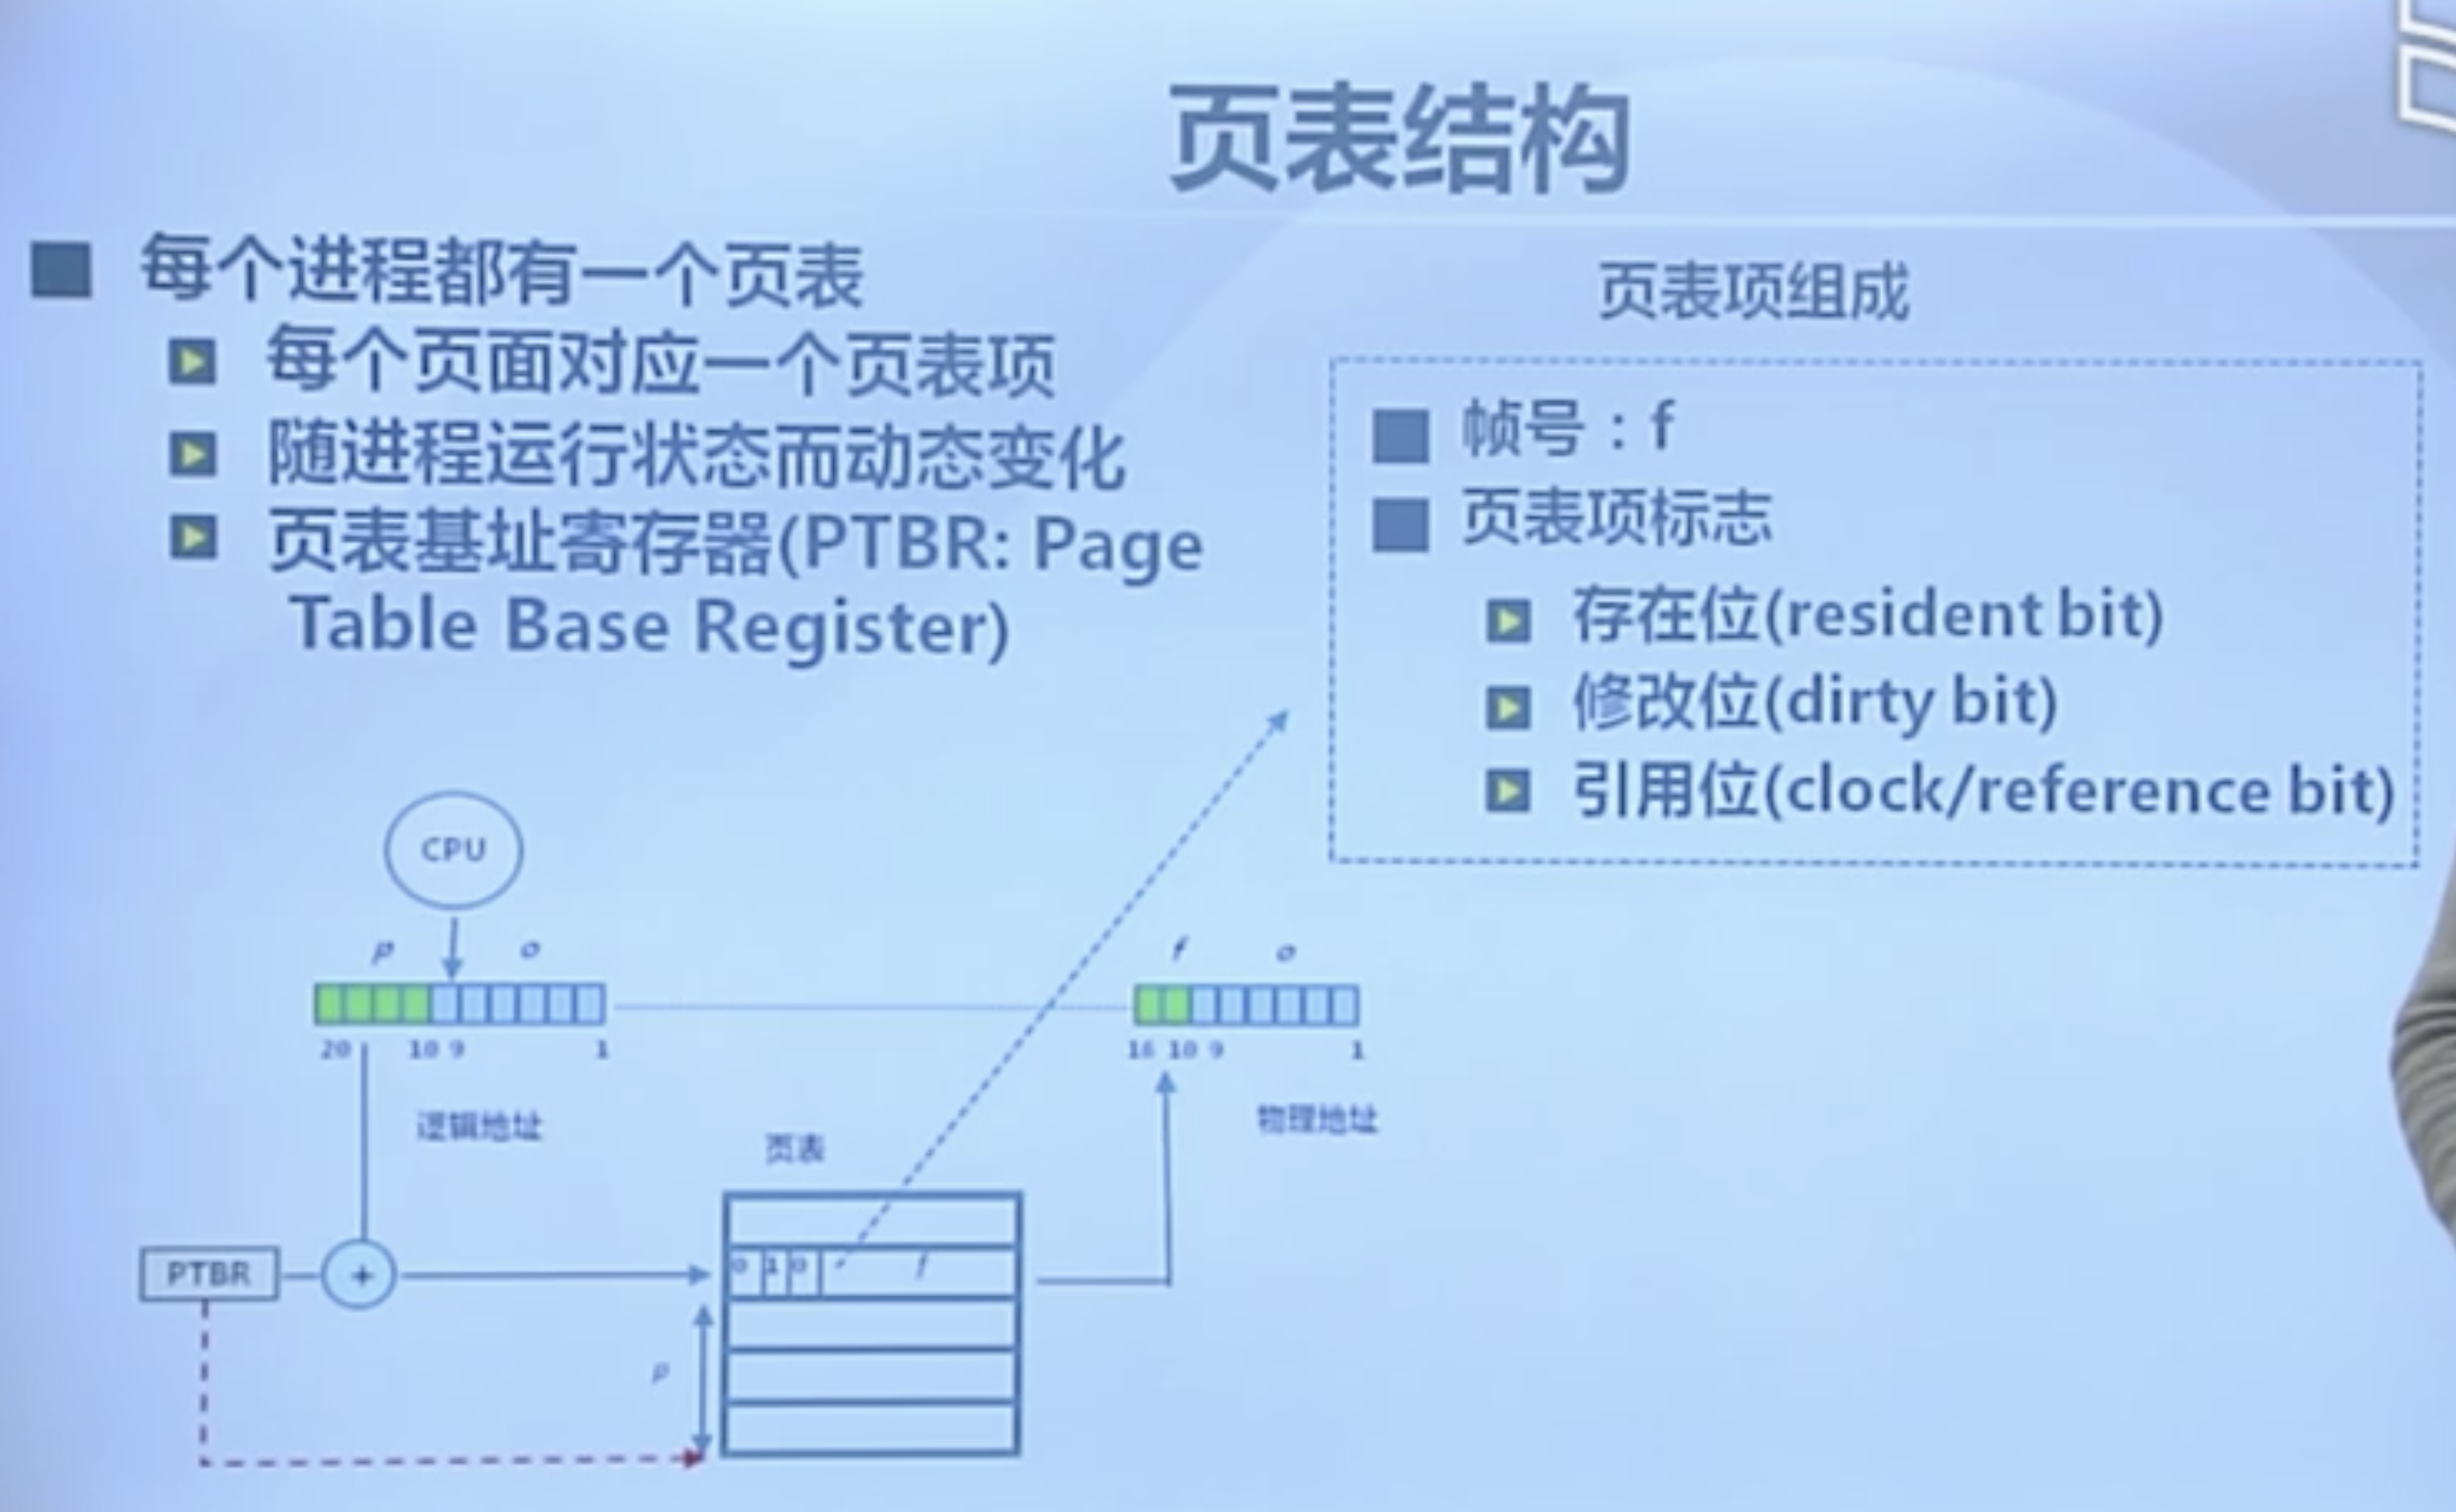 页表结构
每个进程都有一个页表
每个页面对应一个页表项
随进程运行状态而动态变化
页表基址寄存器(PTBR: Page
Table Base Register)
页表项组成
帧号：f
页表项标志
存在位(resident bit)
修改位(dirty bit)
引用位(clock/reference bit)
CPU
p o
20 10 9 1
逻辑地址
f o
16 10 9 1
物理地址
页表
PTBR
+
0 1 0 f
p